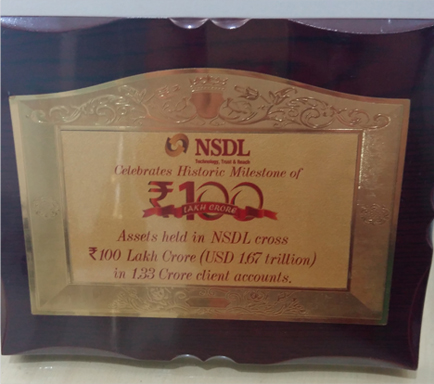 NSDL
Technology, Trust & Reach
Celebrates Historic Milestone of
₹100
LAKH CRORE
Assets held in NSDL cross
₹100 Lakh Crore (USD 1.67 trillion)
in 1.33 Crore client accounts.